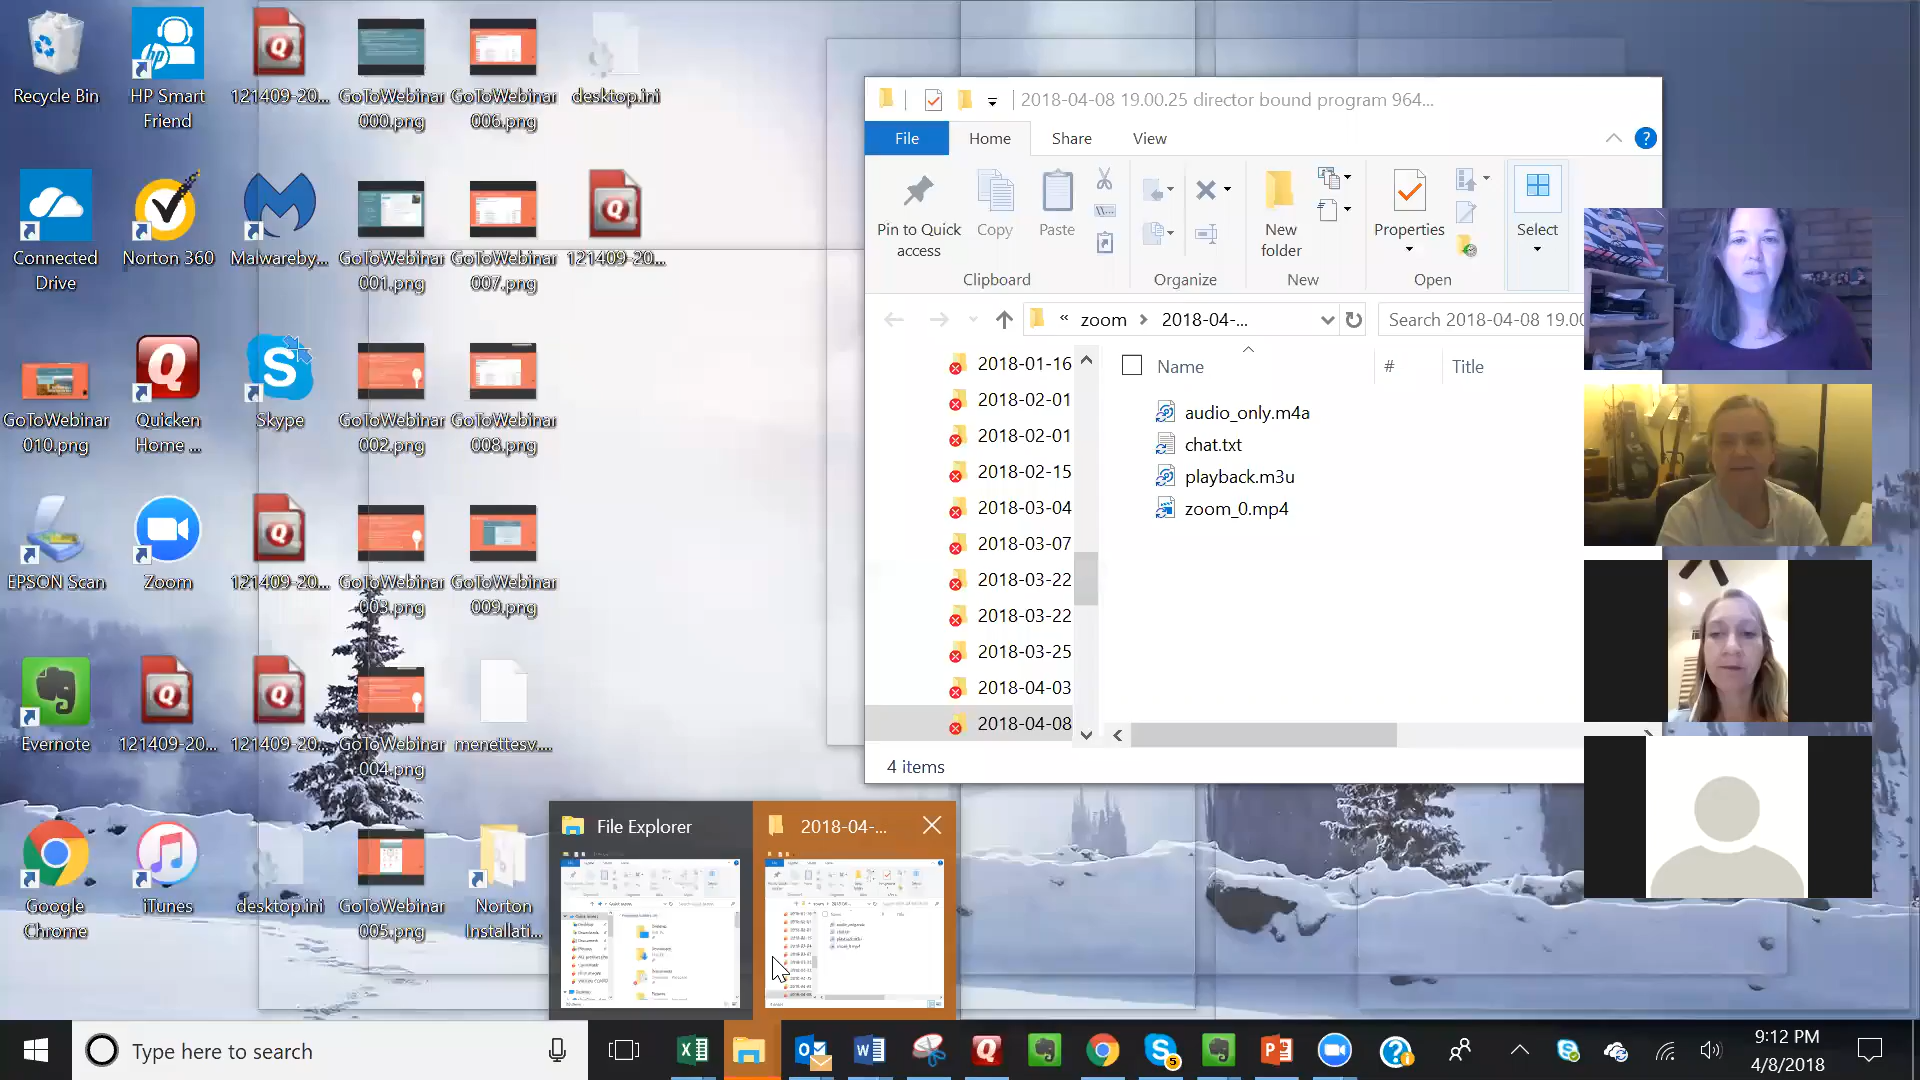 Recycle Bin
HP Smart
Friend
121409-20...
GoToWebinar
000.png
GoToWebinar
006.png
desktop.ini
Connected
Drive
Norton 360
Malwareby...
GoToWebinar
001.png
GoToWebinar
007.png
121409-20...
GoToWebinar
010.png
Quicken
Home ...
Skype
GoToWebinar
002.png
GoToWebinar
008.png
EPSON Scan
Zoom
121409-20...
GoToWebinar
003.png
GoToWebinar
009.png
Evernote
121409-20...
121409-20...
GoToWebinar
004.png
menettesv....
Google
Chrome
iTunes
desktop.ini
GoToWebinar
005.png
Norton
Installati...
2018-04-08 19.00.25 director bound program 964...
File
Home
Share
View
Pin to Quick
access
Copy
Paste
New
folder
Properties
Select
Clipboard
Organize
New
Open
« zoom > 2018-04-...
Search 2018-04-08 19.00
2018-01-16
2018-02-01
2018-02-01
2018-02-15
2018-03-04
2018-03-07
2018-03-22
2018-03-22
2018-03-25
2018-04-03
2018-04-08
Name
#
Title
audio_only.m4a
chat.txt
playback.m3u
zoom_0.mp4
4 items
File Explorer
2018-04-...
Type here to search
5
9:12 PM
4/8/2018